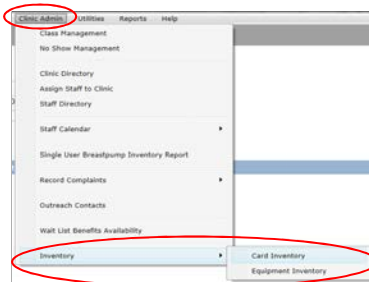 Clinic Admin Utilities Reports Help
Class Management
No Show Management
Clinic Directory
Assign Staff to Clinic
Staff Directory
Staff Calendar
Single User Breastpump Inventory Report
Record Complaints
Outreach Contacts
Wait List Benefits Availability
Inventory
Card Inventory
Equipment Inventory